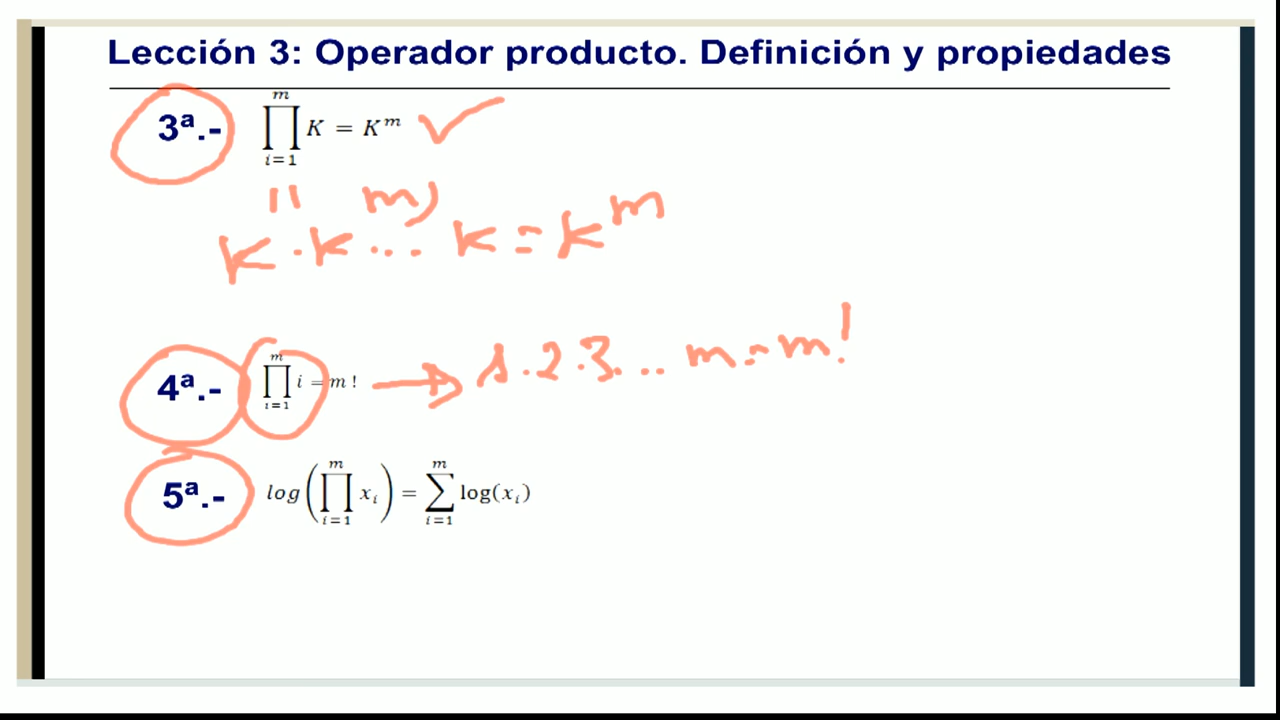 Lección 3: Operador producto. Definición y propiedades
3ª.- ∏_{i=1}^{m} K = K^m ✓
" m)
K · K ... K = K^m
4ª.- ∏_{i=1}^{m} i = m ! → 1·2·3... m = m!
5ª.- log(∏_{i=1}^{m} x_i) = ∑_{i=1}^{m} log(x_i)